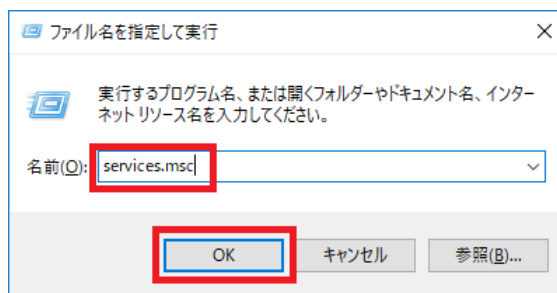 ファイル名を指定して実行
実行するプログラム名、または開くフォルダーやドキュメント名、インター
ネット リソース名を入力してください。
名前(O): services.msc
OK キャンセル 参照(B)...